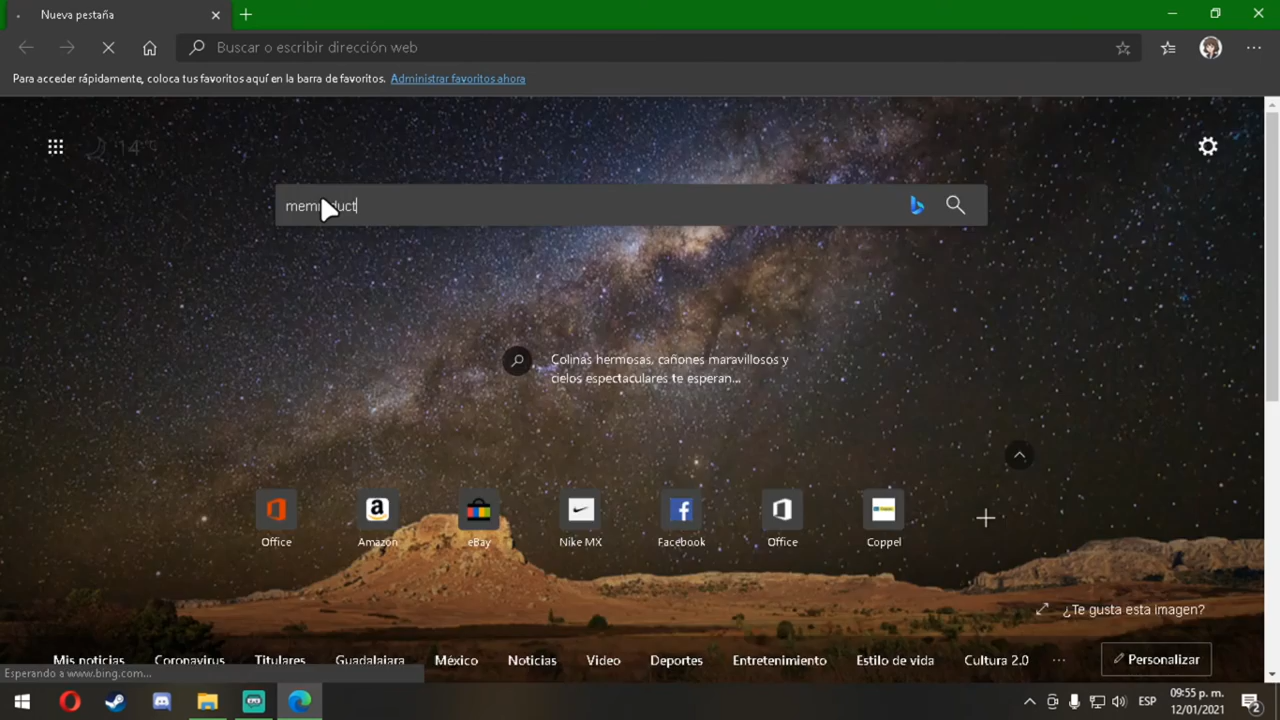 Nueva pestaña
Buscar o escribir dirección web
Para acceder rápidamente, coloca tus favoritos aquí en la barra de favoritos. Administrar favoritos ahora
14°
Colinas hermosas, cañones maravillosos y
cielos espectaculares te esperan...
Office
Amazon
eBay
Nike MX
Facebook
Office
Coppel
¿Te gusta esta imagen?
Mis noticias
Coronavirus
Titulares
Guadalajara
México
Noticias
Video
Deportes
Entretenimiento
Estilo de vida
Cultura 2.0
Personalizar
Esperando a www.bing.com...
ESP
09:55 p. m.
12/01/2021
2